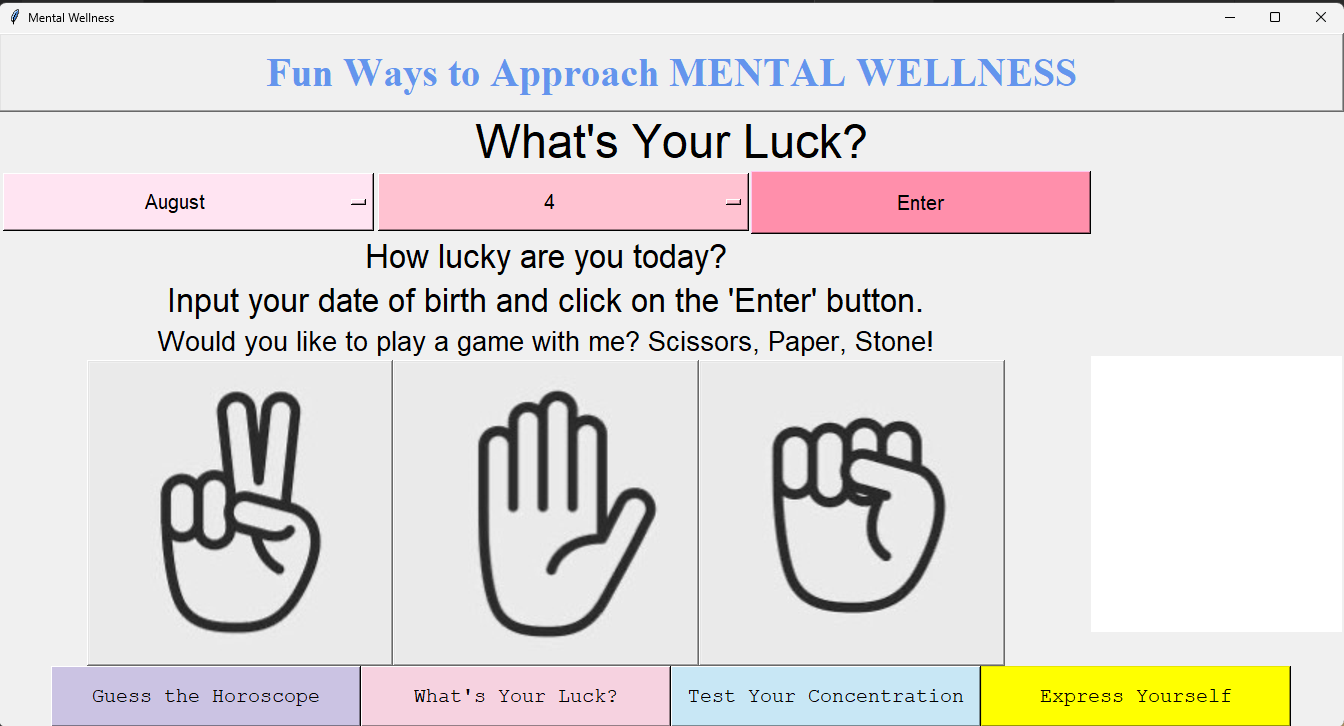 Mental Wellness
Fun Ways to Approach MENTAL WELLNESS
What's Your Luck?
August 4 Enter
How lucky are you today?
Input your date of birth and click on the 'Enter' button.
Would you like to play a game with me? Scissors, Paper, Stone!
Guess the Horoscope What's Your Luck? Test Your Concentration Express Yourself